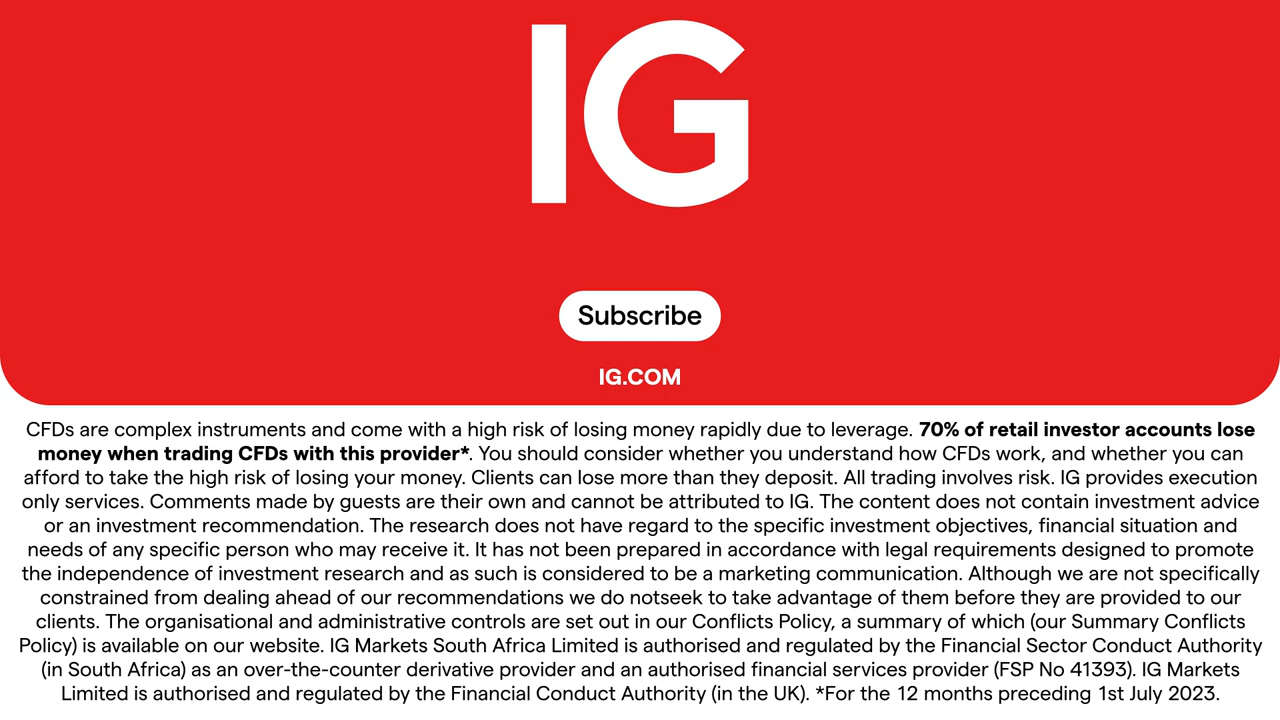 IG
Subscribe
IG.COM
CFDs are complex instruments and come with a high risk of losing money rapidly due to leverage. 70% of retail investor accounts lose
money when trading CFDs with this provider*. You should consider whether you understand how CFDs work, and whether you can
afford to take the high risk of losing your money. Clients can lose more than they deposit. All trading involves risk. IG provides execution
only services. Comments made by guests are their own and cannot be attributed to IG. The content does not contain investment advice
or an investment recommendation. The research does not have regard to the specific investment objectives, financial situation and
needs of any specific person who may receive it. It has not been prepared in accordance with legal requirements designed to promote
the independence of investment research and as such is considered to be a marketing communication. Although we are not specifically
constrained from dealing ahead of our recommendations we do notseek to take advantage of them before they are provided to our
clients. The organisational and administrative controls are set out in our Conflicts Policy, a summary of which (our Summary Conflicts
Policy) is available on our website. IG Markets South Africa Limited is authorised and regulated by the Financial Sector Conduct Authority
(in South Africa) as an over-the-counter derivative provider and an authorised financial services provider (FSP No 41393). IG Markets
Limited is authorised and regulated by the Financial Conduct Authority (in the UK). *For the 12 months preceding 1st July 2023.